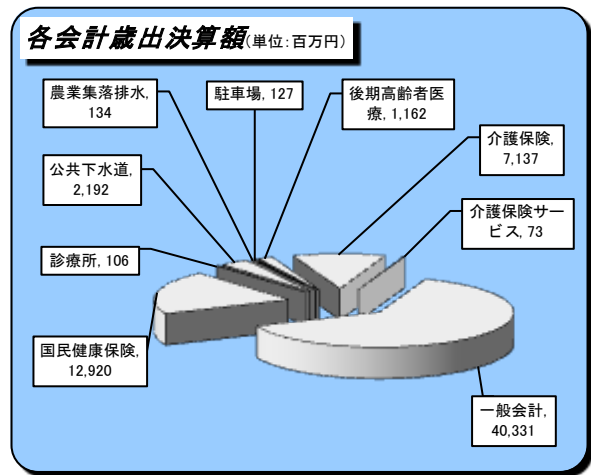 各会計歳出決算額(単位:百万円)
農業集落排水,
134
駐車場, 127
後期高齢者医
療, 1,162
介護保険,
7,137
公共下水道,
2,192
介護保険サー
ビス, 73
診療所, 106
国民健康保険,
12,920
一般会計,
40,331